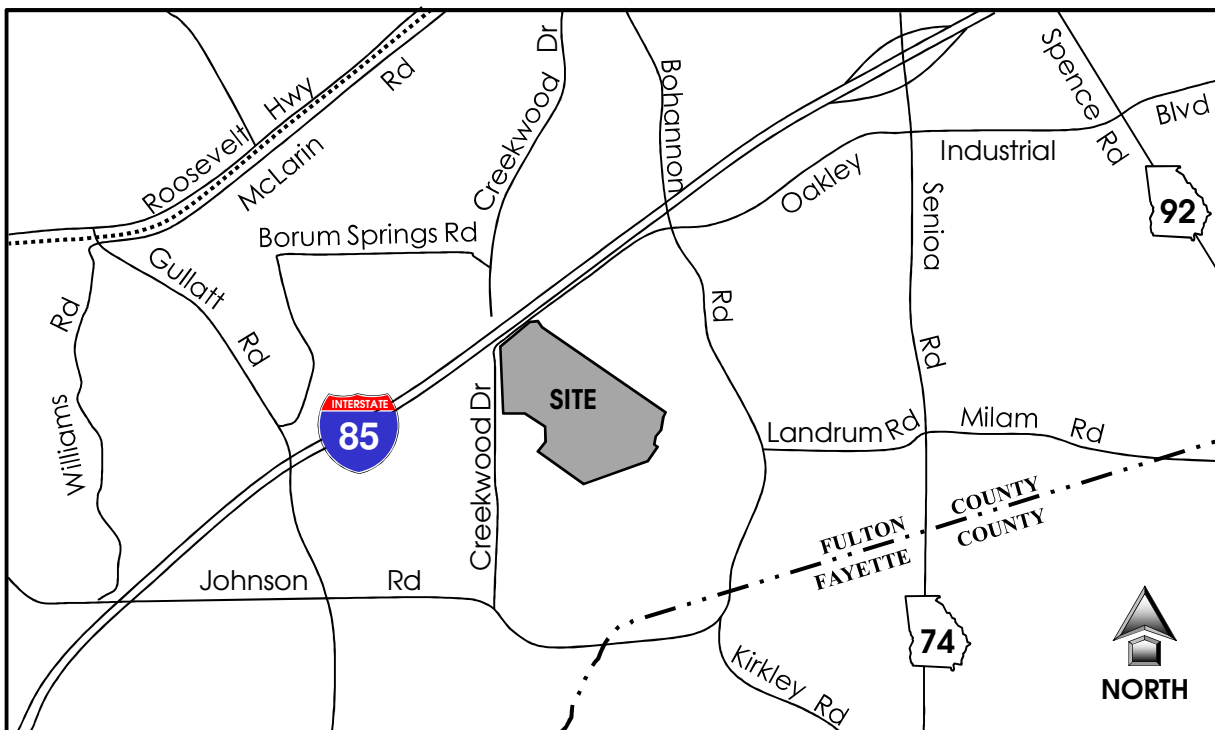 Roosevelt Hwy
McLarin Rd
Creekwood Dr
Bohannon Rd
Spence Rd
Oakley Industrial Blvd
92
Senioa Rd
Borum Springs Rd
Gullatt Rd
Williams Rd
INTERSTATE
85
SITE
Creekwood Dr
Landrum Rd
Milam Rd
FULTON COUNTY
FAYETTE COUNTY
Johnson Rd
74
Kirkley Rd
NORTH